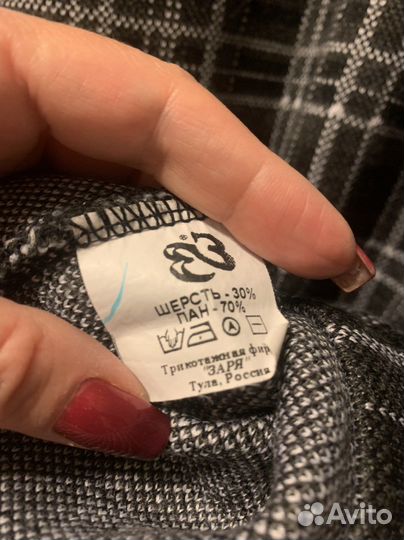 ШЕРСТЬ - 30%
ПАН - 70%
A
Трикотажная фир
"ЗАРЯ"
Тула, Россия
Avito